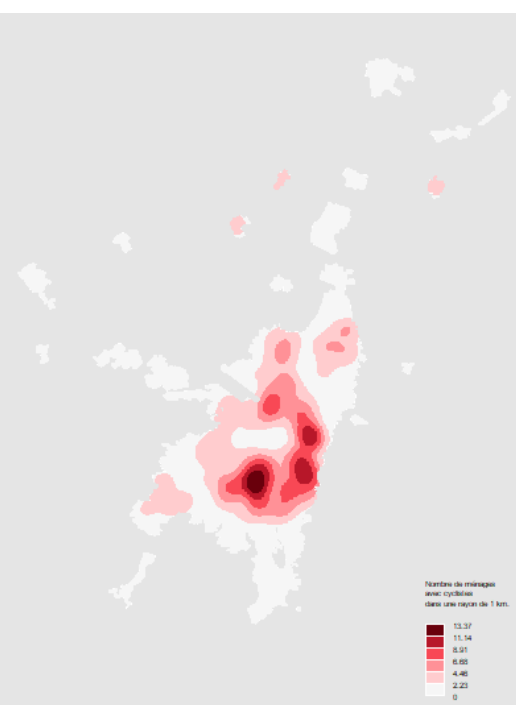 Nombre de ménages
avec cyclistes
dans une rayon de 1 km.
13.37
11.14
8.91
6.68
4.46
2.23
0